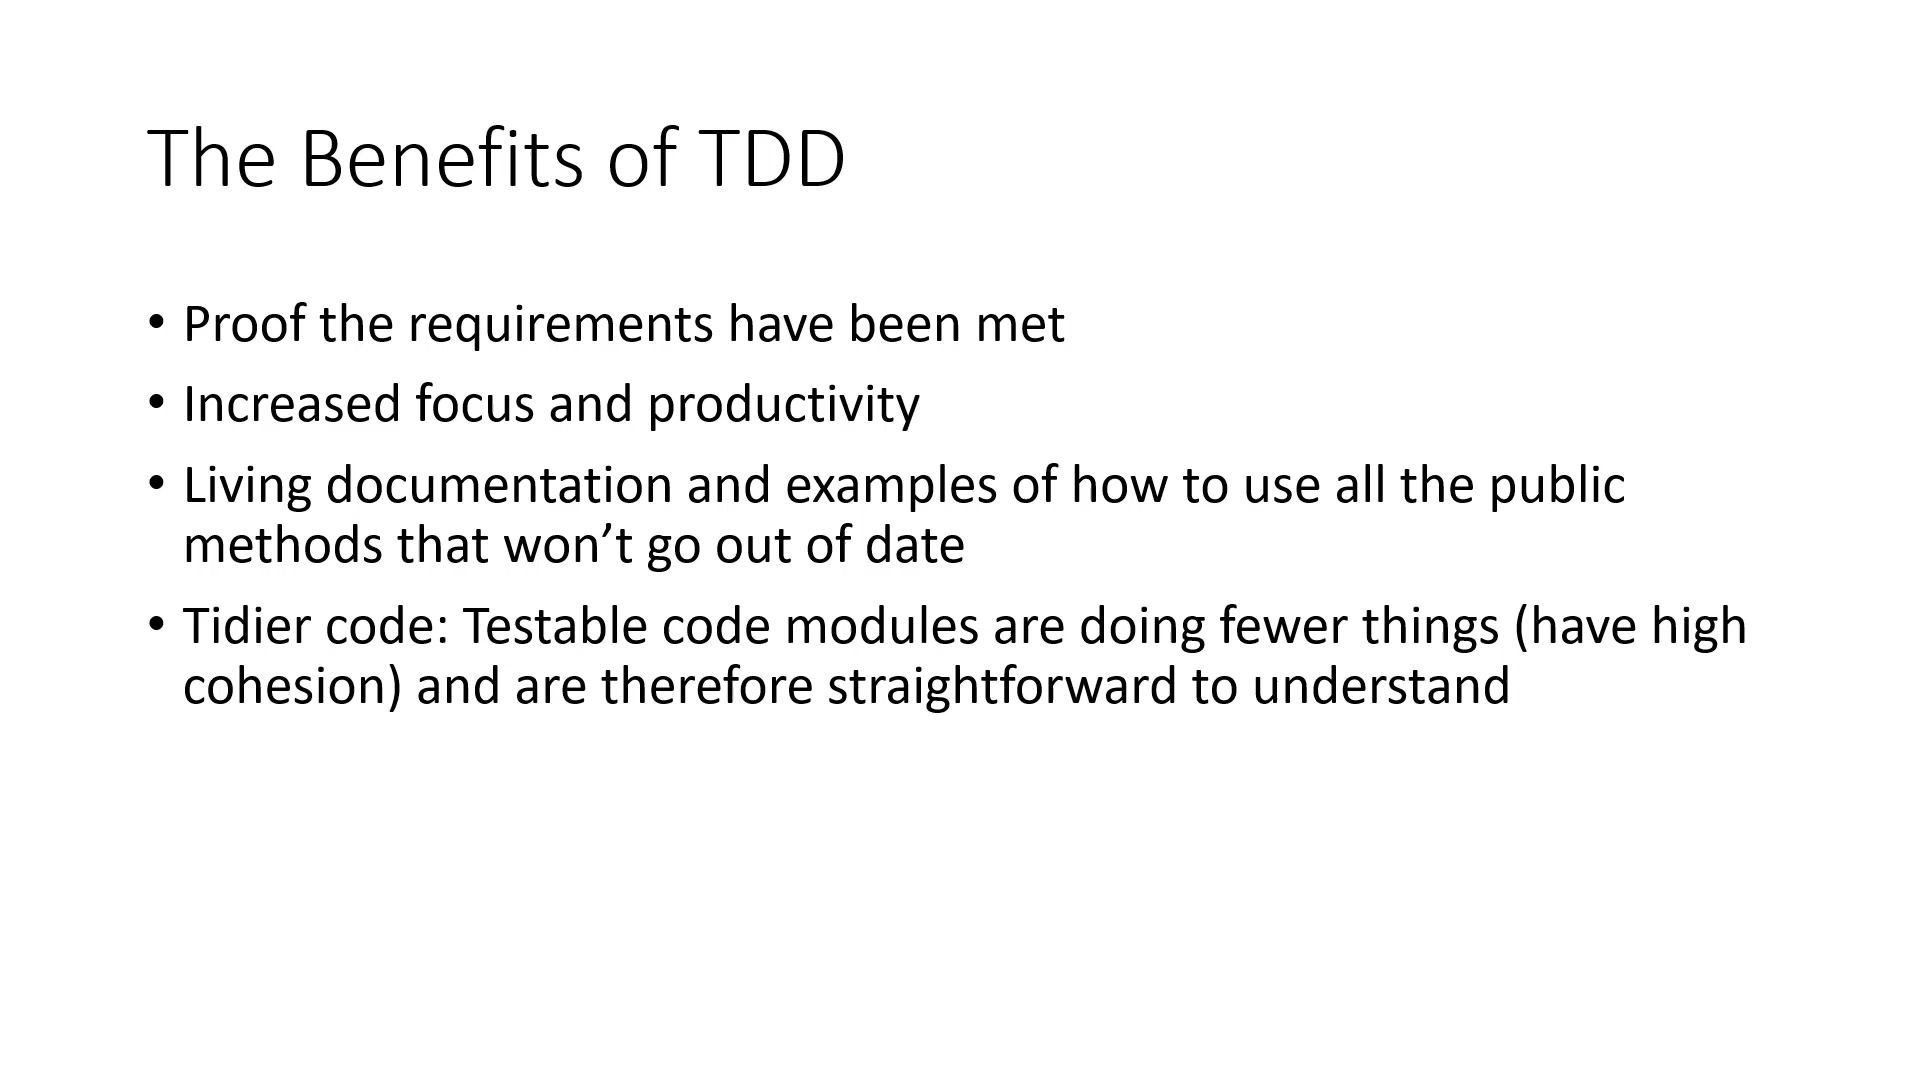 The Benefits of TDD
• Proof the requirements have been met
• Increased focus and productivity
• Living documentation and examples of how to use all the public
methods that won’t go out of date
• Tidier code: Testable code modules are doing fewer things (have high
cohesion) and are therefore straightforward to understand